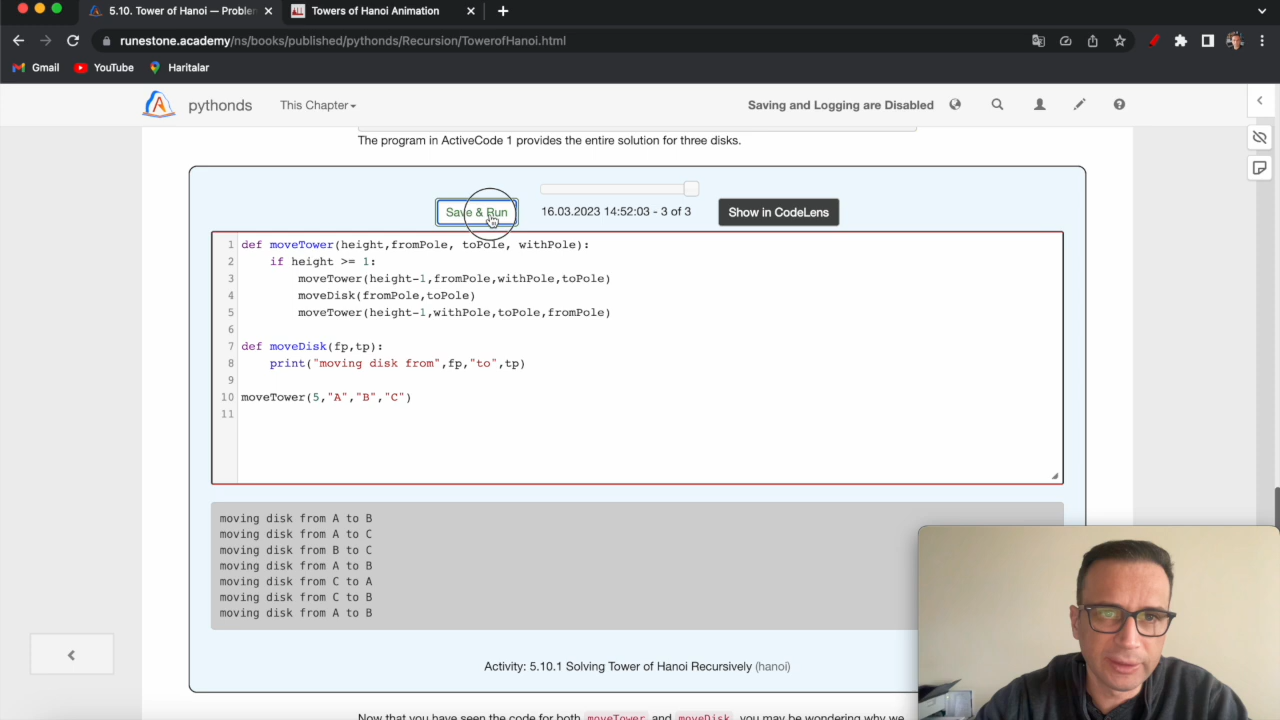 5.10. Tower of Hanoi — Problem
Towers of Hanoi Animation
runestone.academy/ns/books/published/pythonds/Recursion/TowerofHanoi.html
Gmail
YouTube
Haritalar
pythonds
This Chapter
Saving and Logging are Disabled
The program in ActiveCode 1 provides the entire solution for three disks.
Save & Run
16.03.2023 14:52:03 - 3 of 3
Show in CodeLens
1 def moveTower(height,fromPole, toPole, withPole):
2     if height >= 1:
3         moveTower(height-1,fromPole,withPole,toPole)
4         moveDisk(fromPole,toPole)
5         moveTower(height-1,withPole,toPole,fromPole)
6
7 def moveDisk(fp,tp):
8     print("moving disk from",fp,"to",tp)
9
10 moveTower(5,"A","B","C")
11
moving disk from A to B
moving disk from A to C
moving disk from B to C
moving disk from A to B
moving disk from C to A
moving disk from C to B
moving disk from A to B
Activity: 5.10.1 Solving Tower of Hanoi Recursively (hanoi)
Now that you have seen the code for both moveTower and moveDisk, you may be wondering why we